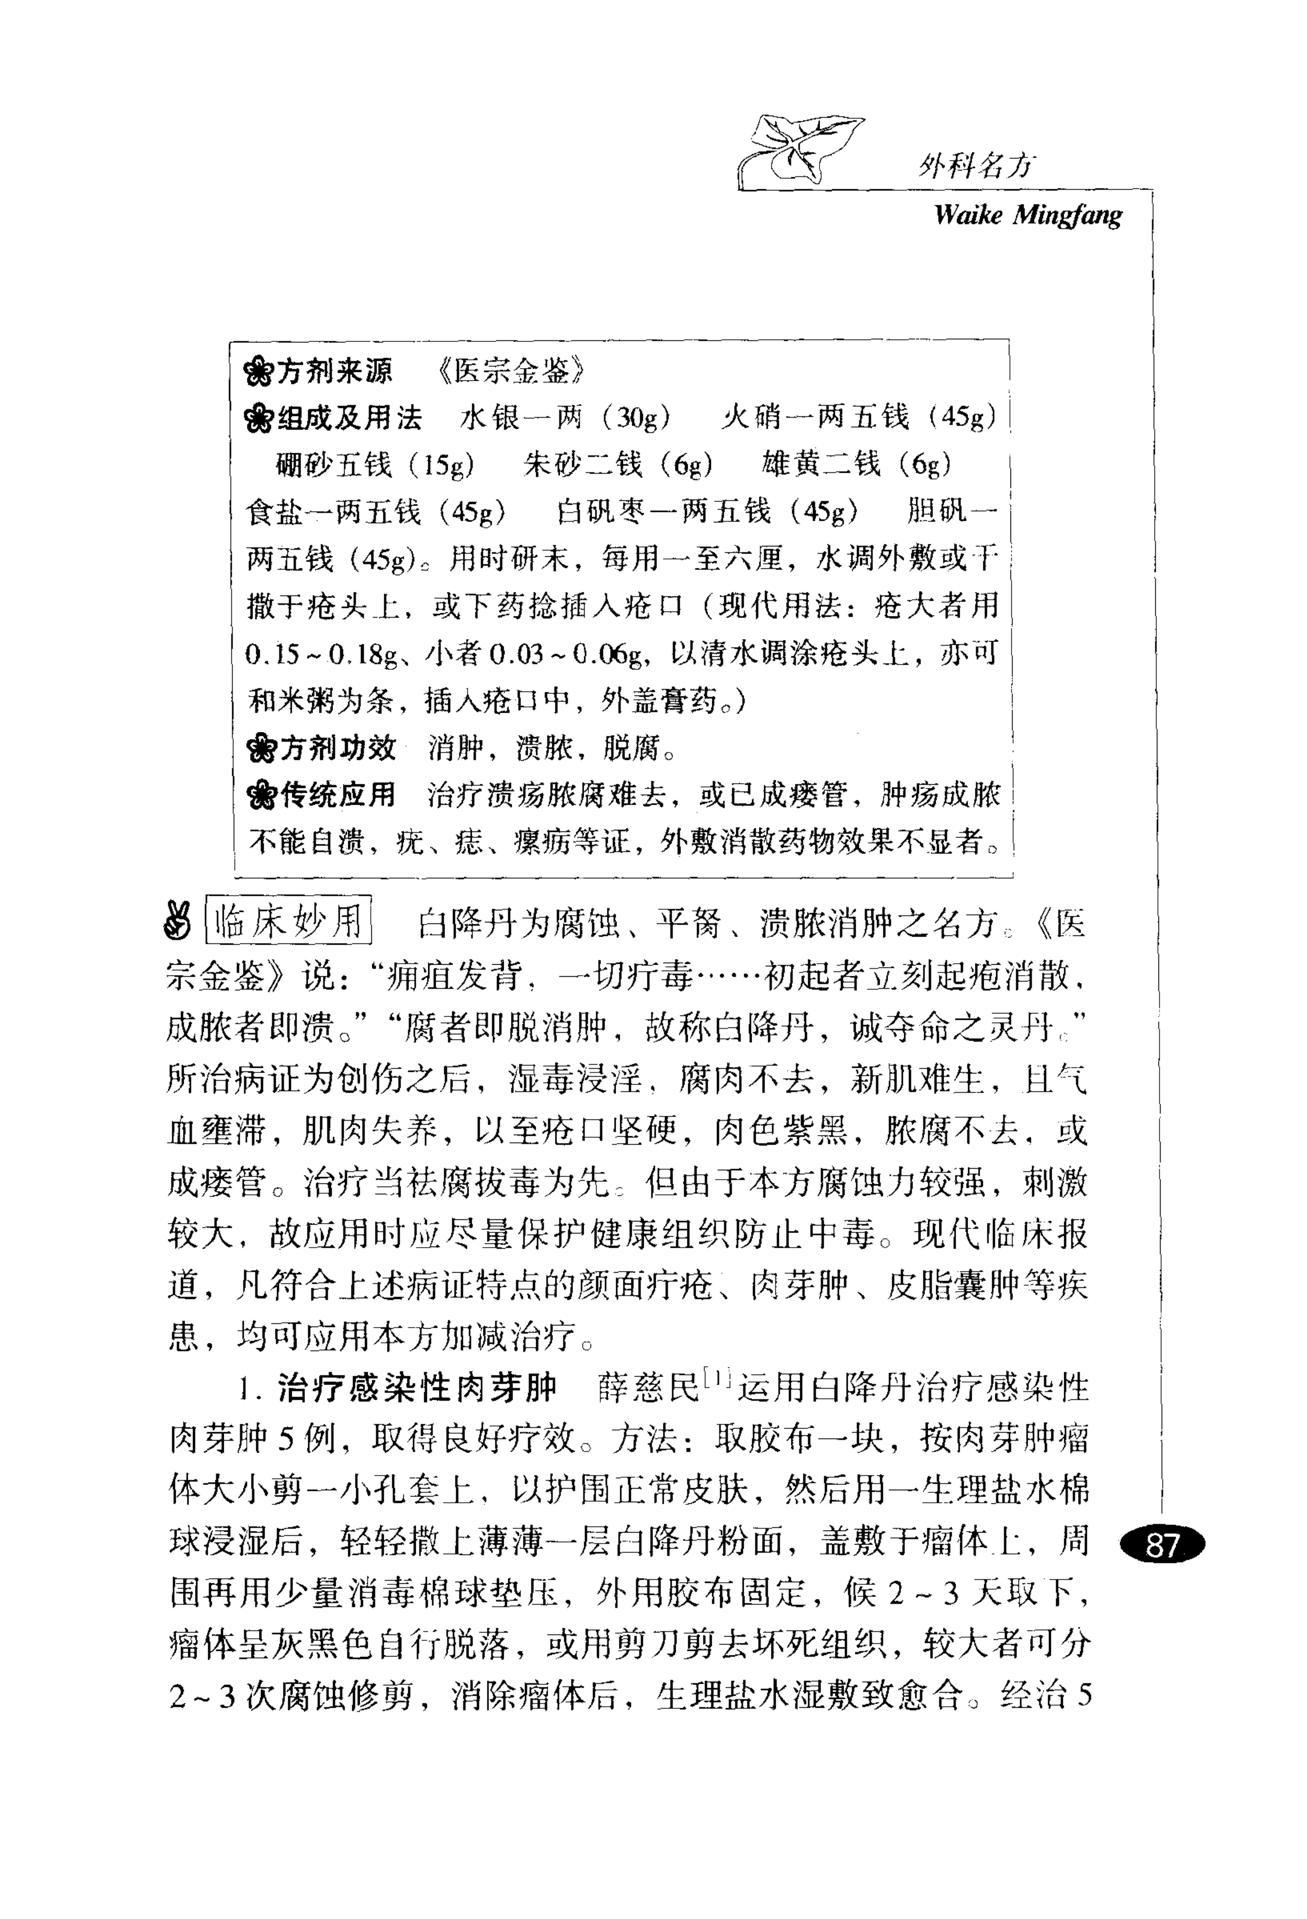 外科名方
Waike Mingfang
方剂来源 《医宗金鉴》
组成及用法 水银一两（30g） 火硝一两五钱（45g）
硼砂五钱（15g） 朱砂二钱（6g） 雄黄二钱（6g）
食盐一两五钱（45g） 白矾枣一两五钱（45g） 胆矾一
两五钱（45g）。用时研末，每用一至六厘，水调外敷或干
撒于疮头上，或下药捻插入疮口（现代用法：疮大者用
0.15～0.18g、小者0.03～0.06g，以清水调涂疮头上，亦可
和米粥为条，插入疮口中，外盖膏药。）
方剂功效 消肿，溃脓，脱腐。
传统应用 治疗溃疡脓腐难去，或已成瘘管，肿疡成脓
不能自溃，疣、痣、瘰疬等证，外敷消散药物效果不显者。
临床妙用 白降丹为腐蚀、平胬、溃脓消肿之名方。《医
宗金鉴》说：“痈疽发背，一切疔毒……初起者立刻起疱消散，
成脓者即溃。”“腐者即脱消肿，故称白降丹，诚夺命之灵丹。”
所治病证为创伤之后，湿毒浸淫，腐肉不去，新肌难生，且气
血壅滞，肌肉失养，以至疮口坚硬，肉色紫黑，脓腐不去，或
成瘘管。治疗当祛腐拔毒为先。但由于本方腐蚀力较强，刺激
较大，故应用时应尽量保护健康组织防止中毒。现代临床报
道，凡符合上述病证特点的颜面疔疮、肉芽肿、皮脂囊肿等疾
患，均可应用本方加减治疗。
1. 治疗感染性肉芽肿 薛慈民[1]运用白降丹治疗感染性
肉芽肿5例，取得良好疗效。方法：取胶布一块，按肉芽肿瘤
体大小剪一小孔套上，以护围正常皮肤，然后用一生理盐水棉
球浸湿后，轻轻撒上薄薄一层白降丹粉面，盖敷于瘤体上，周
围再用少量消毒棉球垫压，外用胶布固定，候2～3天取下，
瘤体呈灰黑色自行脱落，或用剪刀剪去坏死组织，较大者可分
2～3次腐蚀修剪，消除瘤体后，生理盐水湿敷致愈合。经治5
87